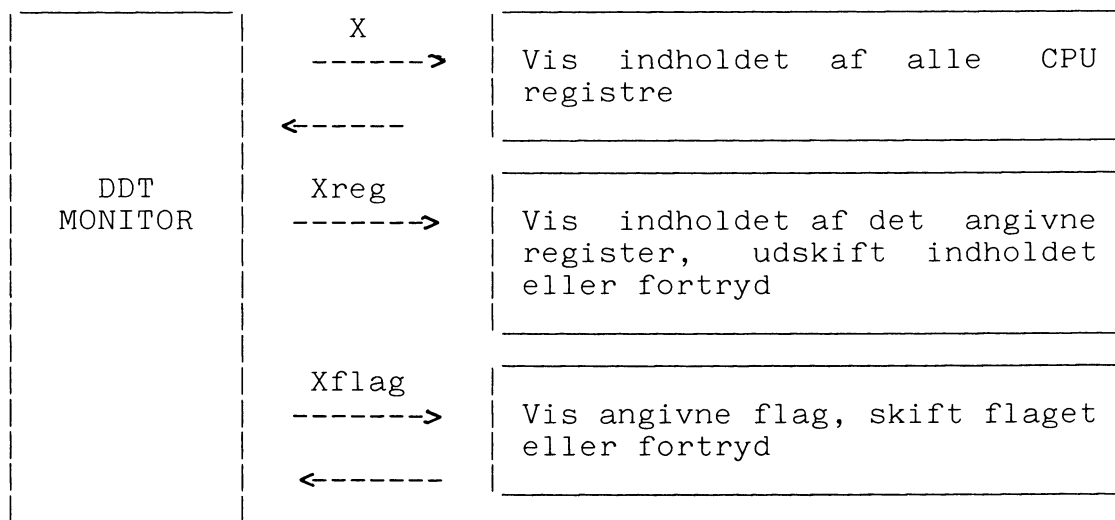 X
Vis indholdet af alle CPU
registre
DDT
MONITOR
Xreg
Vis indholdet af det angivne
register, udskift indholdet
eller fortryd
Xflag
Vis angivne flag, skift flaget
eller fortryd